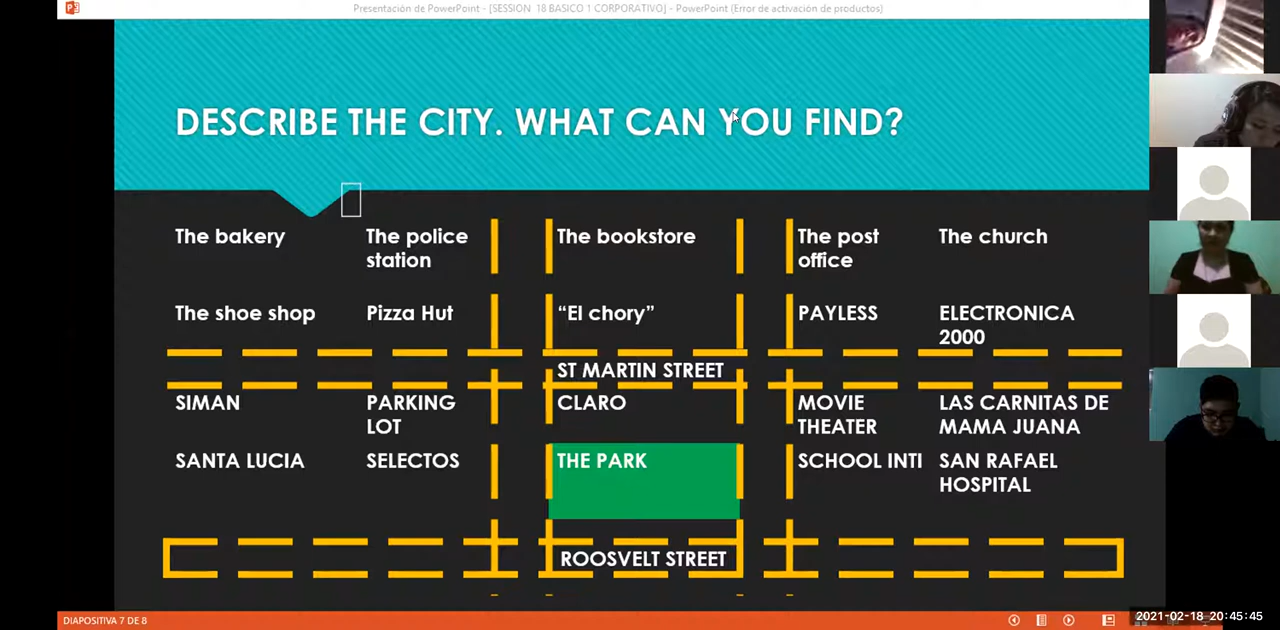 Presentación de PowerPoint - [SESSION 18 BASICO 1 CORPORATIVO] - PowerPoint (Error de activación de productos)
DESCRIBE THE CITY. WHAT CAN YOU FIND?
The bakery
The police
station
The bookstore
The post
office
The church
The shoe shop
Pizza Hut
“El chory”
PAYLESS
ELECTRONICA
2000
ST MARTIN STREET
SIMAN
PARKING
LOT
CLARO
MOVIE
THEATER
LAS CARNITAS DE
MAMA JUANA
SANTA LUCIA
SELECTOS
THE PARK
SCHOOL INTI
SAN RAFAEL
HOSPITAL
ROOSVELT STREET
DIAPOSITIVA 7 DE 8
2021-02-18 20:45:45